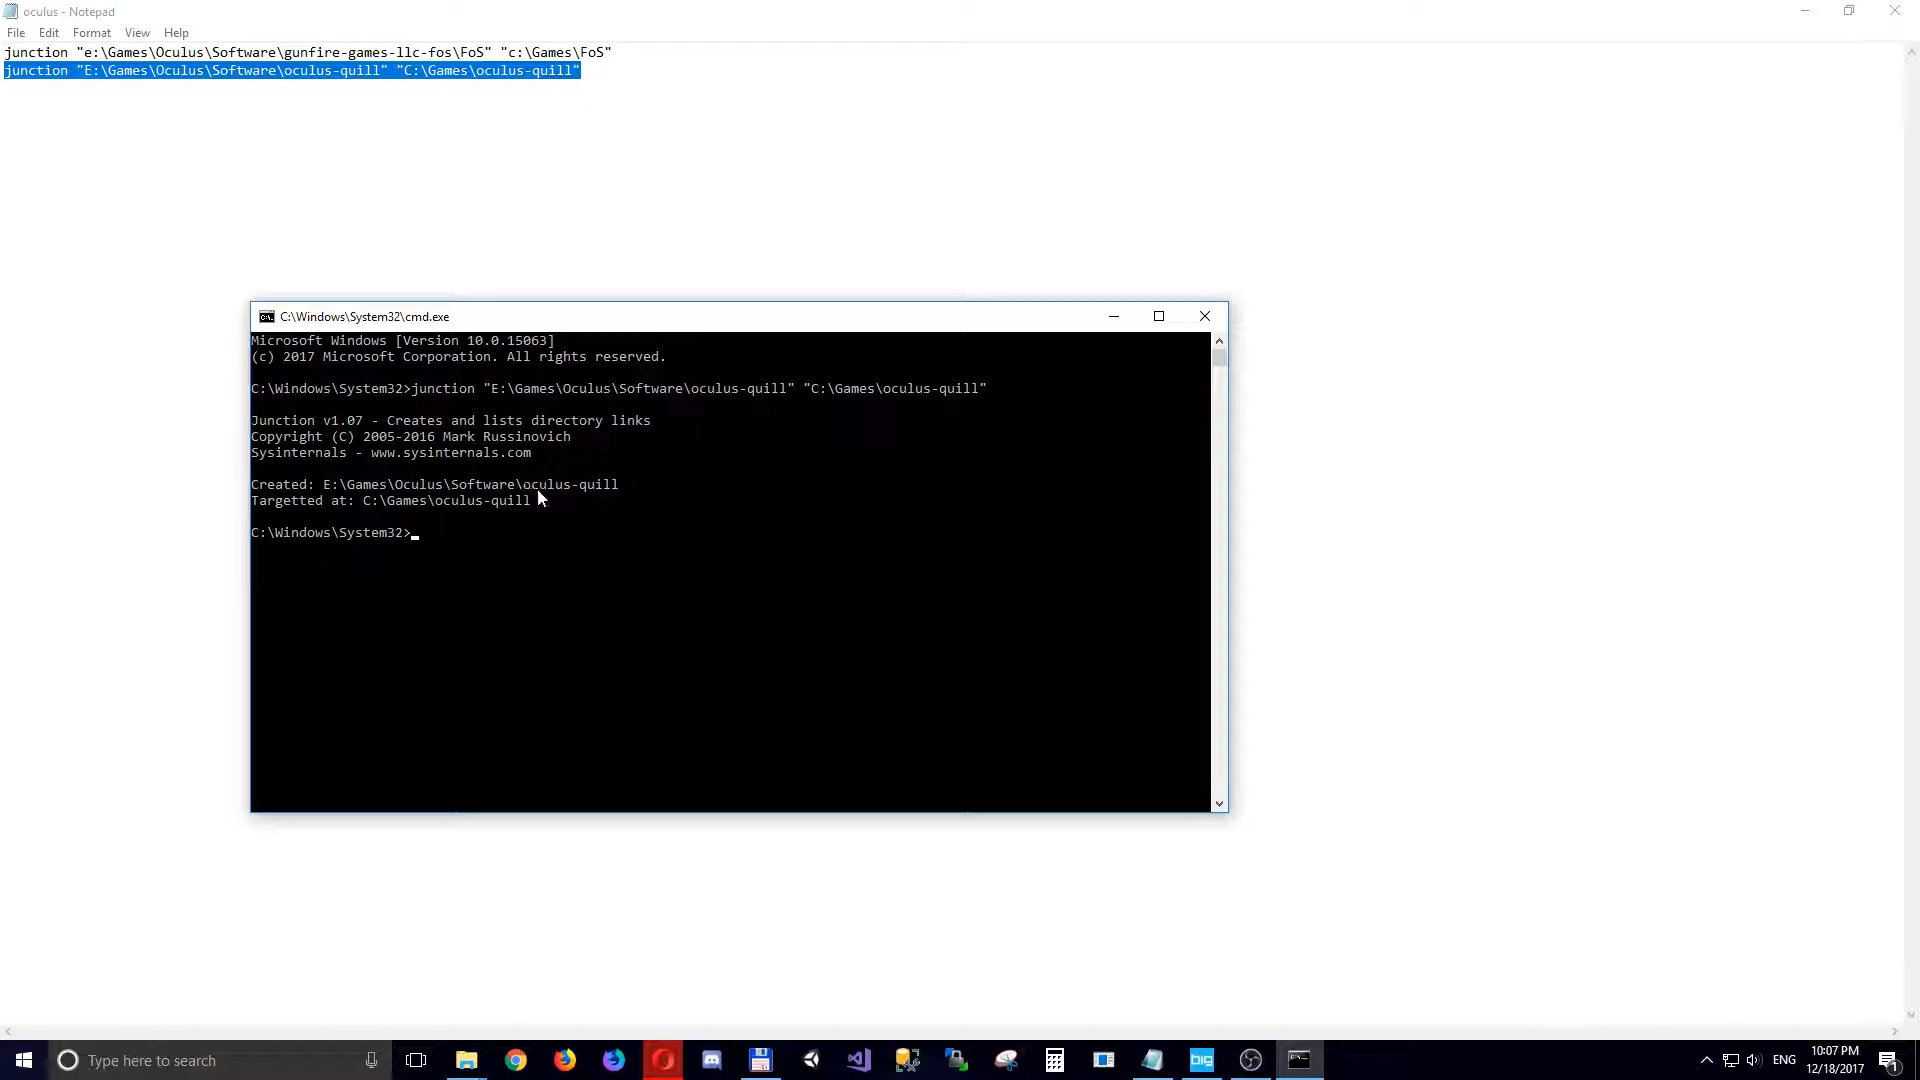 oculus - Notepad
File Edit Format View Help
junction "e:\Games\Oculus\Software\gunfire-games-llc-fos\FoS" "c:\Games\FoS"
junction "E:\Games\Oculus\Software\oculus-quill" "C:\Games\oculus-quill"
C:\Windows\System32\cmd.exe
Microsoft Windows [Version 10.0.15063]
(c) 2017 Microsoft Corporation. All rights reserved.
C:\Windows\System32>junction "E:\Games\Oculus\Software\oculus-quill" "C:\Games\oculus-quill"
Junction v1.07 - Creates and lists directory links
Copyright (C) 2005-2016 Mark Russinovich
Sysinternals - www.sysinternals.com
Created: E:\Games\Oculus\Software\oculus-quill
Targetted at: C:\Games\oculus-quill
C:\Windows\System32>
Type here to search
big
ENG
10:07 PM
12/18/2017
1